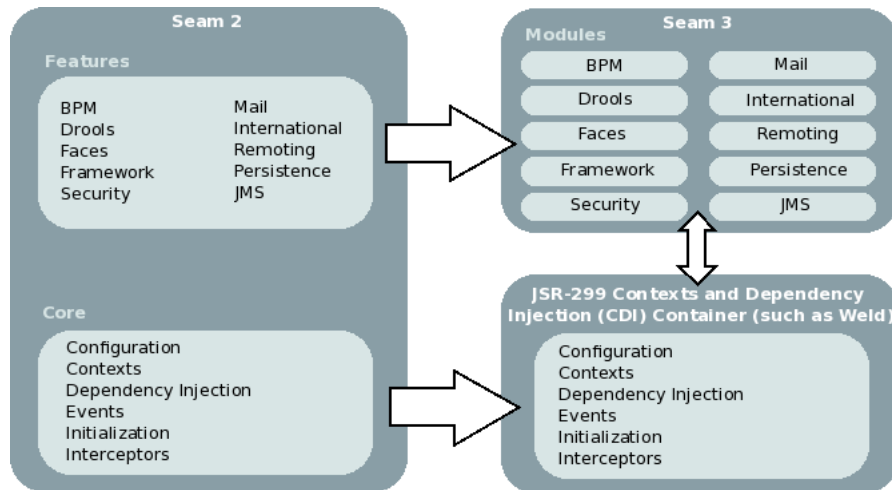 Seam 2
Features
BPM
Drools
Faces
Framework
Security
Mail
International
Remoting
Persistence
JMS
Core
Configuration
Contexts
Dependency Injection
Events
Initialization
Interceptors
Seam 3
Modules
BPM
Drools
Faces
Framework
Security
Mail
International
Remoting
Persistence
JMS
JSR-299 Contexts and Dependency
Injection (CDI) Container (such as Weld)
Configuration
Contexts
Dependency Injection
Events
Initialization
Interceptors